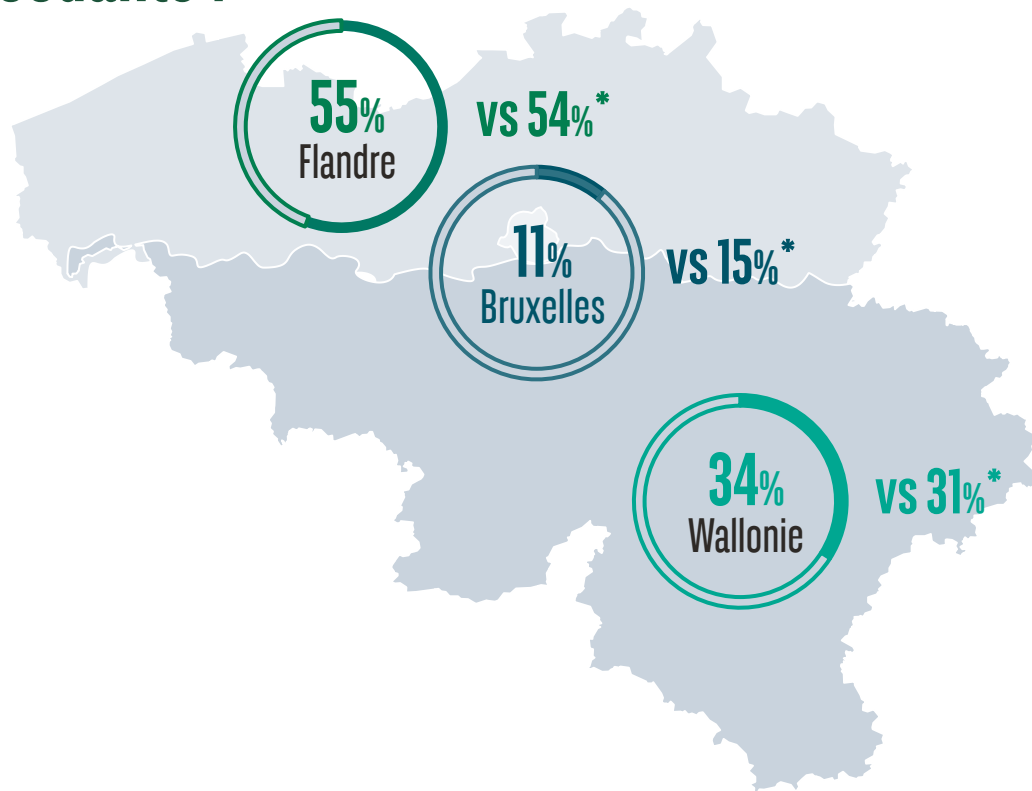 55%
Flandre
vs 54%*
11%
Bruxelles
vs 15%*
34%
Wallonie
vs 31%*